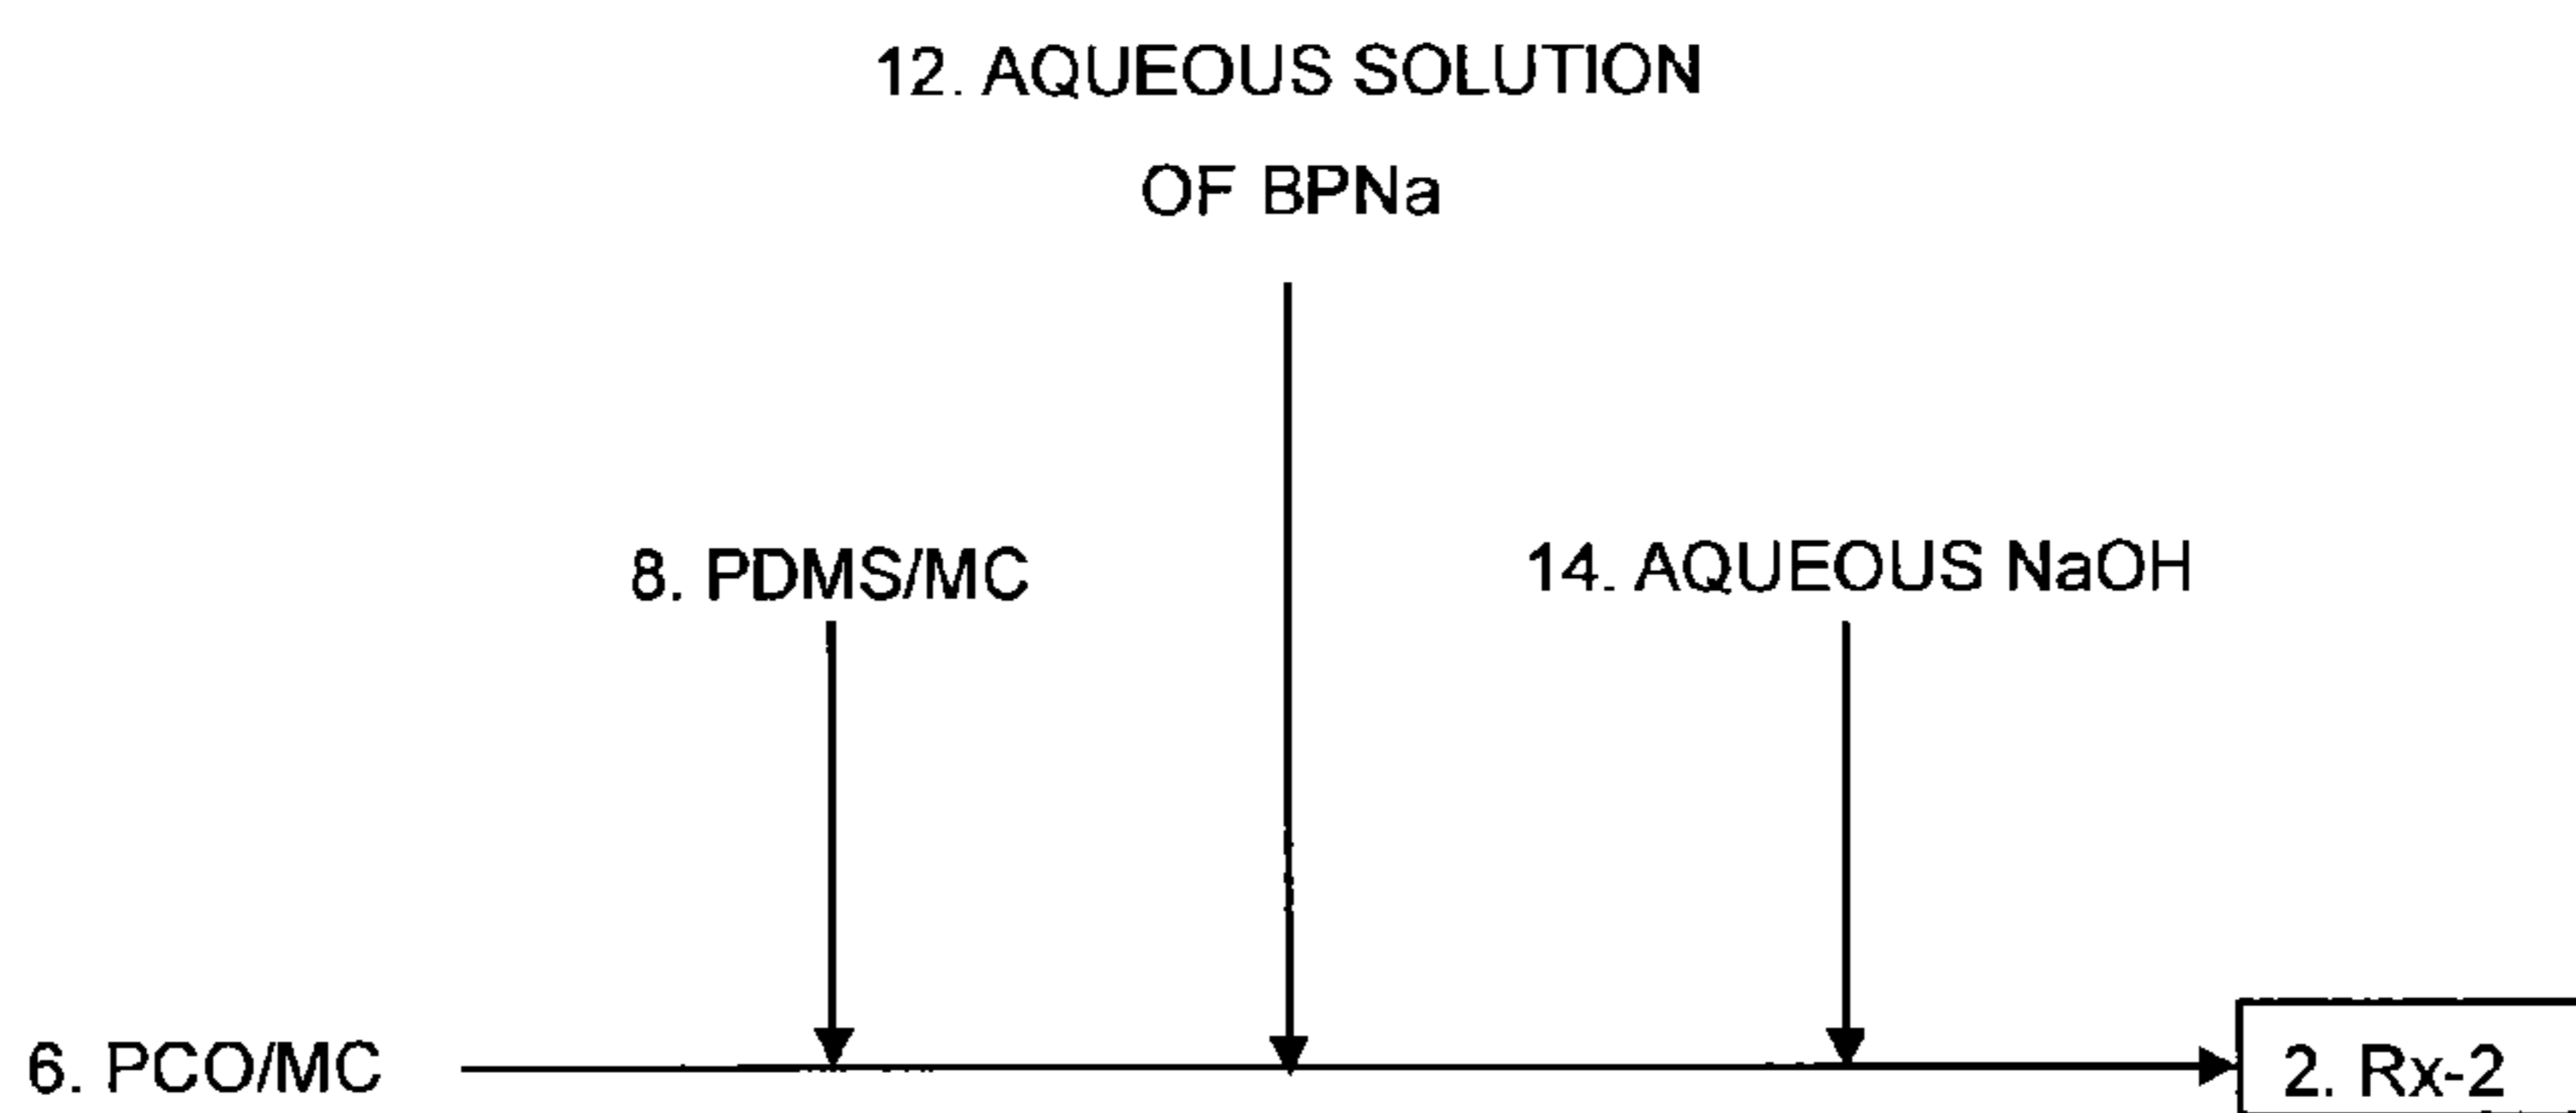 12. AQUEOUS SOLUTION
OF BPNa
8. PDMS/MC
14. AQUEOUS NaOH
6. PCO/MC
2. Rx-2